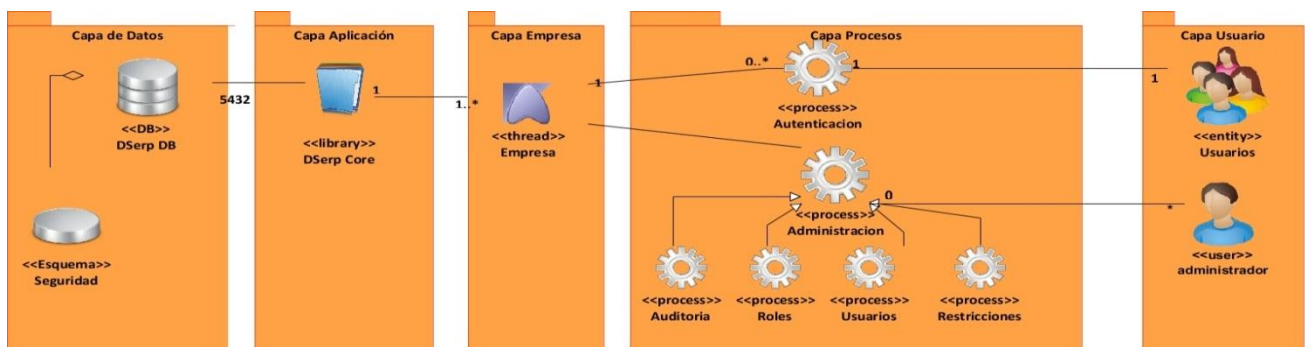 Capa de Datos
<<DB>>
DSerp DB
<<Esquema>>
Seguridad
5432
Capa Aplicación
<<library>>
DSerp Core
1
1..*
Capa Empresa
<<thread>>
Empresa
1
Capa Procesos
0..*
1
<<process>>
Autenticacion
<<process>>
Administracion
0
<<process>>
Auditoria
<<process>>
Roles
<<process>>
Usuarios
<<process>>
Restricciones
Capa Usuario
1
<<entity>>
Usuarios
*
<<user>>
administrador